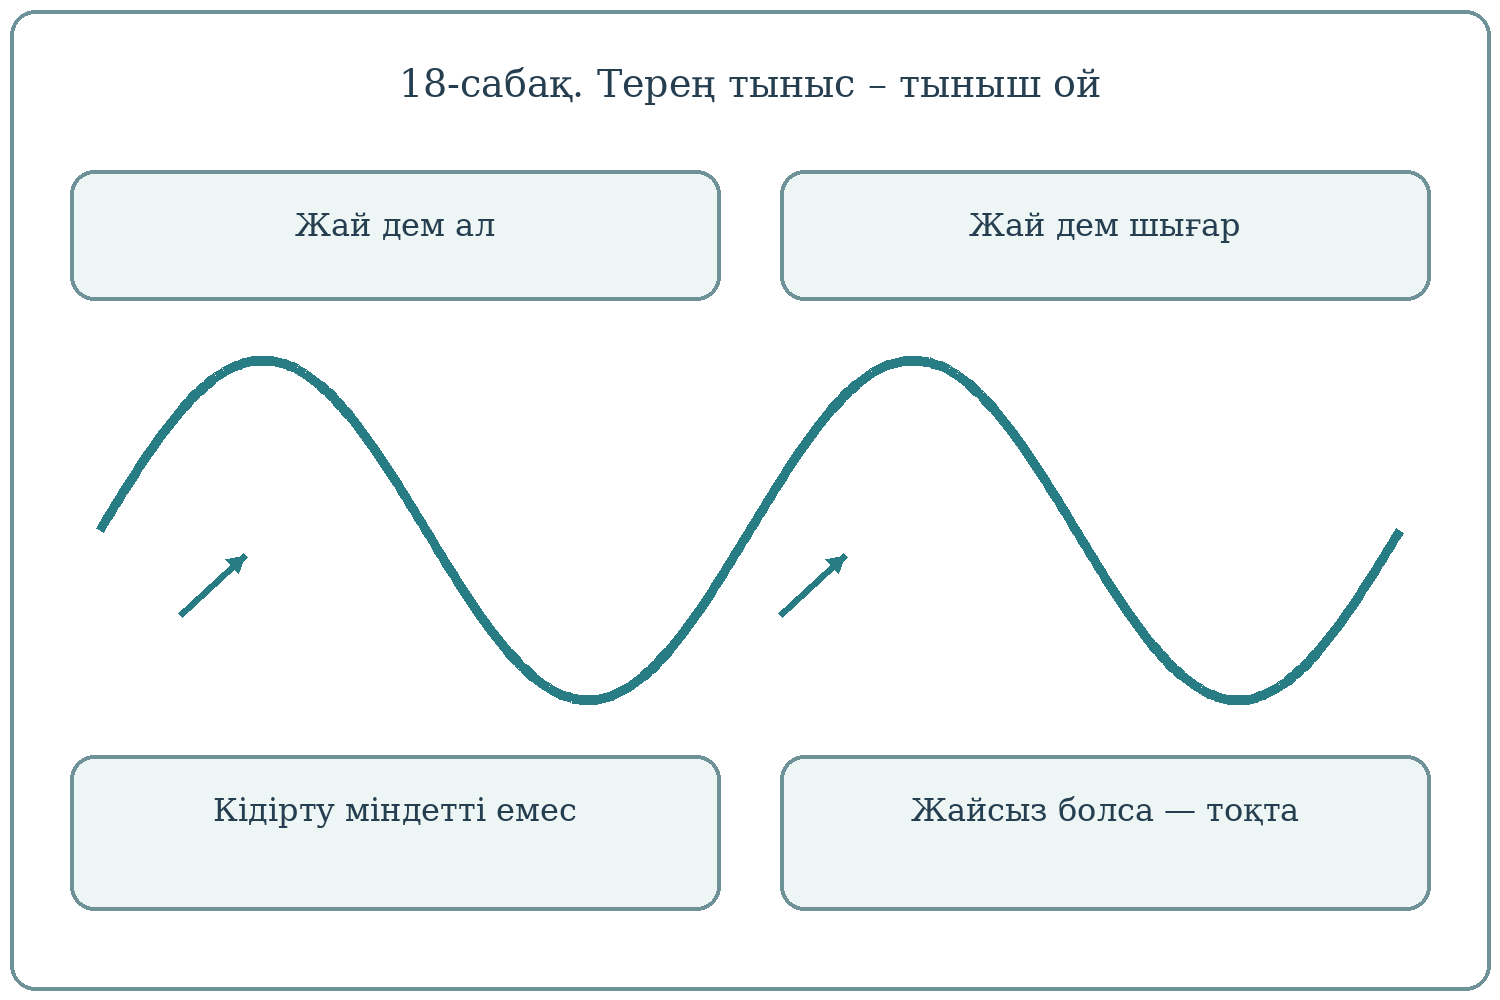 18-сабақ. Терең тыныс – тыныш ой
Жай дем ал
Жай дем шығар
Кідірту міндетті емес
Жайсыз болса — тоқта